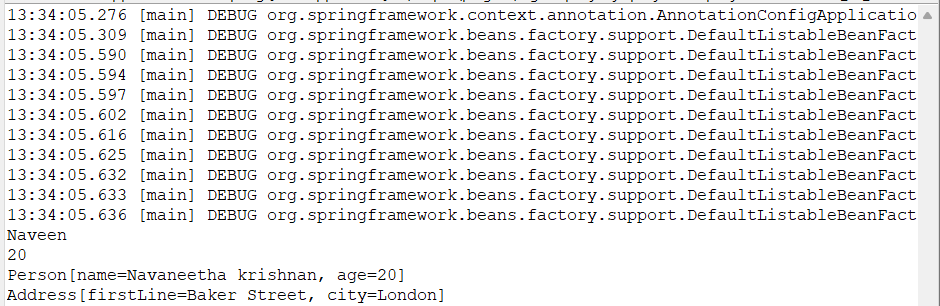 13:34:05.276 [main] DEBUG org.springframework.context.annotation.AnnotationConfigApplicatio
13:34:05.309 [main] DEBUG org.springframework.beans.factory.support.DefaultListableBeanFact
13:34:05.590 [main] DEBUG org.springframework.beans.factory.support.DefaultListableBeanFact
13:34:05.594 [main] DEBUG org.springframework.beans.factory.support.DefaultListableBeanFact
13:34:05.597 [main] DEBUG org.springframework.beans.factory.support.DefaultListableBeanFact
13:34:05.602 [main] DEBUG org.springframework.beans.factory.support.DefaultListableBeanFact
13:34:05.616 [main] DEBUG org.springframework.beans.factory.support.DefaultListableBeanFact
13:34:05.625 [main] DEBUG org.springframework.beans.factory.support.DefaultListableBeanFact
13:34:05.632 [main] DEBUG org.springframework.beans.factory.support.DefaultListableBeanFact
13:34:05.633 [main] DEBUG org.springframework.beans.factory.support.DefaultListableBeanFact
13:34:05.636 [main] DEBUG org.springframework.beans.factory.support.DefaultListableBeanFact
Naveen
20
Person[name=Navaneetha krishnan, age=20]
Address[firstLine=Baker Street, city=London]